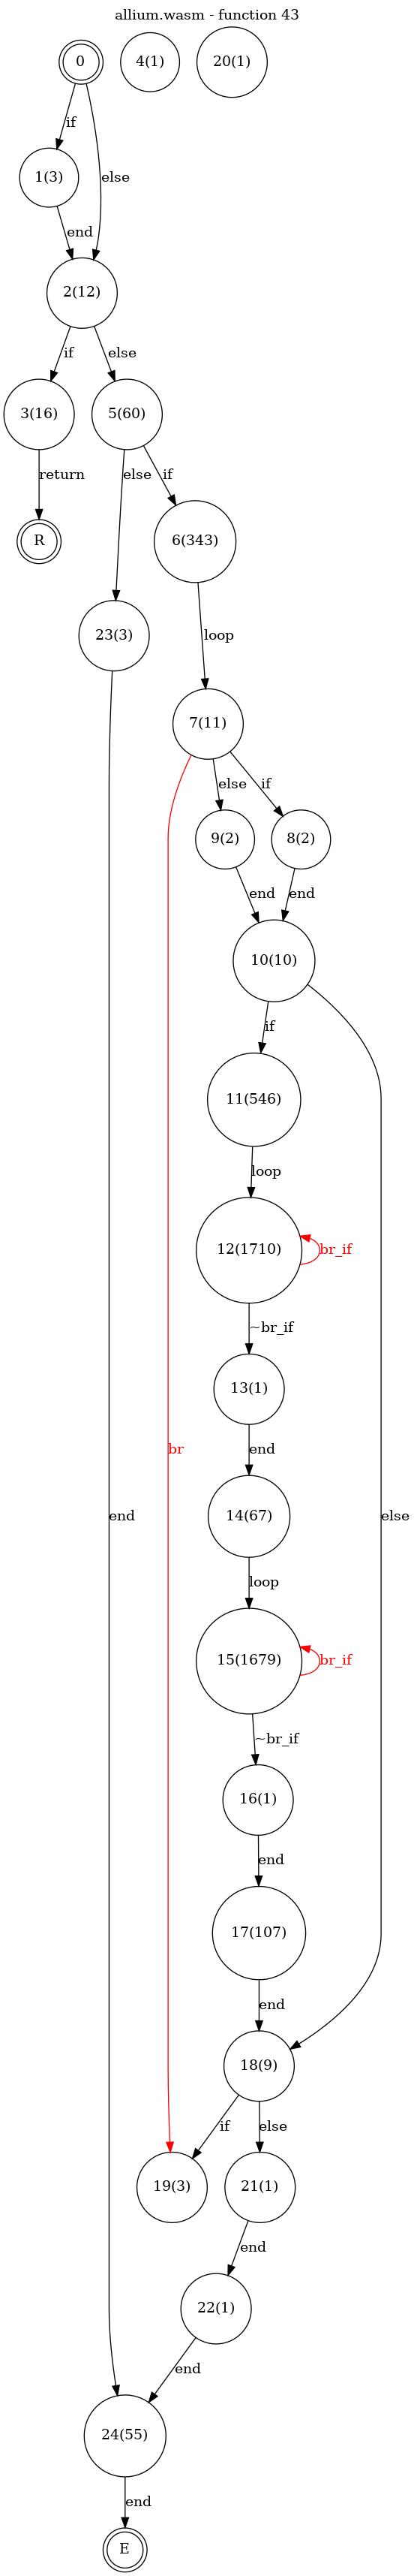 allium.wasm - function 43
0
4(1)
20(1)
if
1(3)
else
end
2(12)
if
else
3(16)
5(60)
return
else
if
R
6(343)
23(3)
loop
7(11)
else
if
9(2)
8(2)
end
end
10(10)
if
11(546)
loop
12(1710)
br_if
~br_if
13(1)
br
end
end
else
14(67)
loop
15(1679)
br_if
~br_if
16(1)
end
17(107)
end
18(9)
if
else
19(3)
21(1)
end
22(1)
end
24(55)
end
E